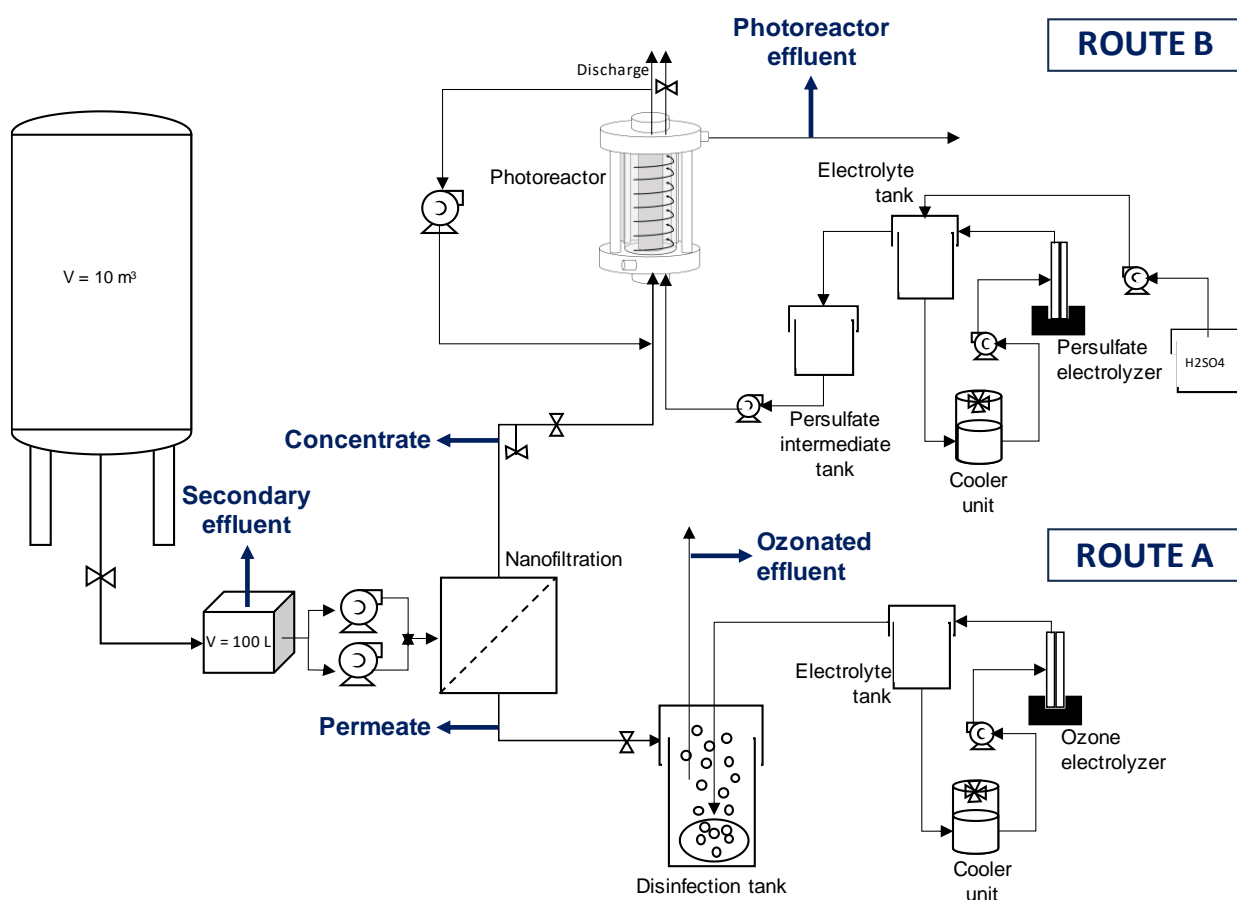 Photoreactor
effluent
ROUTE B
Discharge
Photoreactor
Electrolyte
tank
V = 10 m³
Persulfate
electrolyzer
H2SO4
Persulfate
intermediate
tank
Cooler
unit
Concentrate
Secondary
effluent
Nanofiltration
Ozonated
effluent
ROUTE A
V = 100 L
Electrolyte
tank
Permeate
Ozone
electrolyzer
Disinfection tank
Cooler
unit